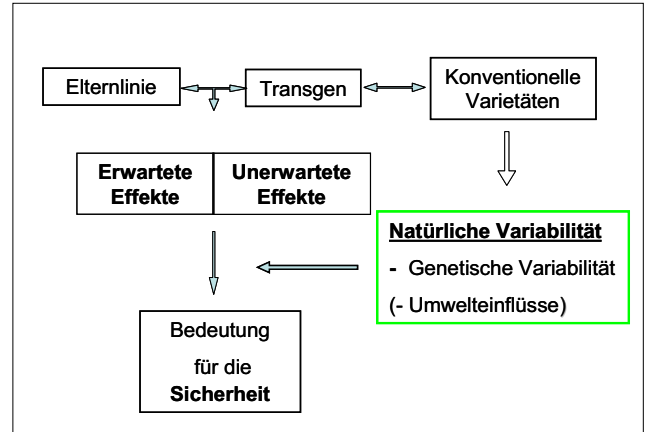 Elternlinie
Transgen
Konventionelle
Varietäten
Erwartete
Effekte
Unerwartete
Effekte
Natürliche Variabilität
- Genetische Variabilität
(- Umwelteinflüsse)
Bedeutung
für die
Sicherheit